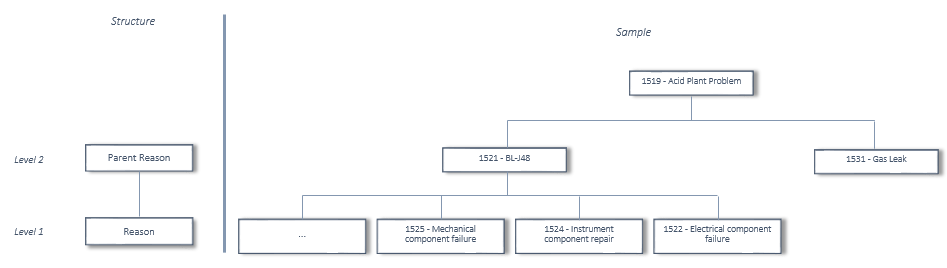 Structure
Sample
1519 - Acid Plant Problem
Level 2
Parent Reason
1521 - BL-J48
1531 - Gas Leak
Level 1
Reason
...
1525 - Mechanical
component failure
1524 - Instrument
component repair
1522 - Electrical component
failure